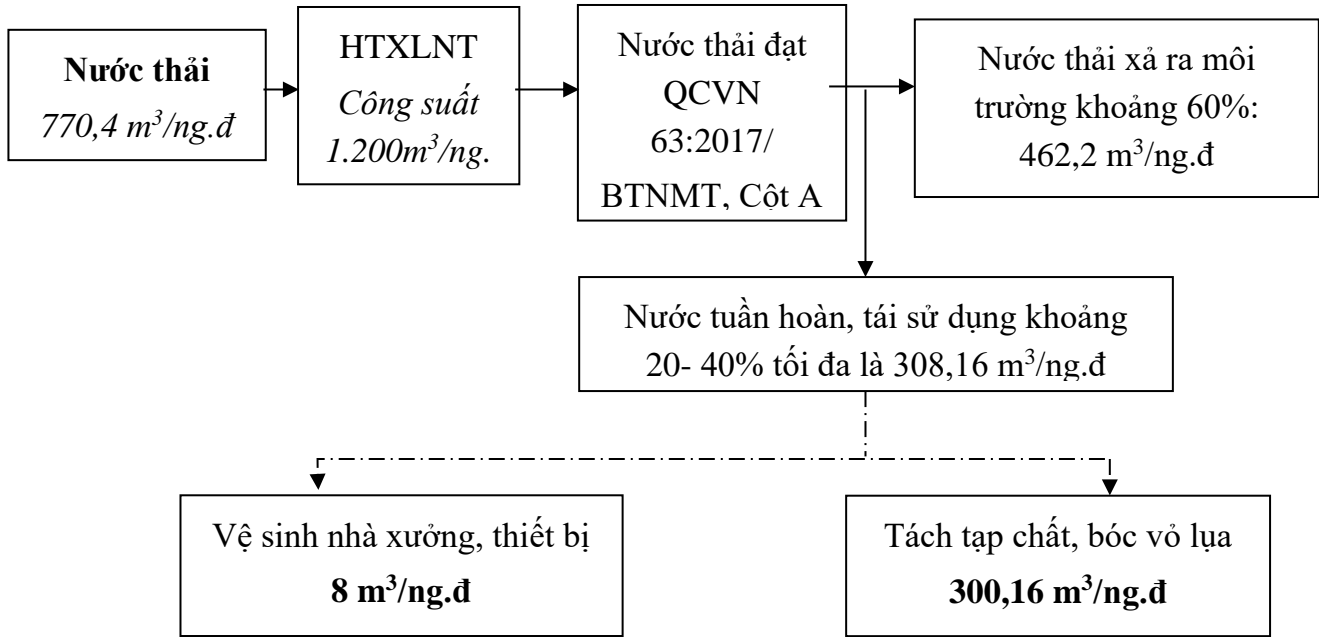 Nước thải
770,4 m³/ng.đ
HTXLNT
Công suất
1.200m³/ng.
Nước thải đạt
QCVN
63:2017/
BTNMT, Cột A
Nước thải xả ra môi
trường khoảng 60%:
462,2 m³/ng.đ
Nước tuần hoàn, tái sử dụng khoảng
20- 40% tối đa là 308,16 m³/ng.đ
Vệ sinh nhà xưởng, thiết bị
8 m³/ng.đ
Tách tạp chất, bóc vỏ lụa
300,16 m³/ng.đ